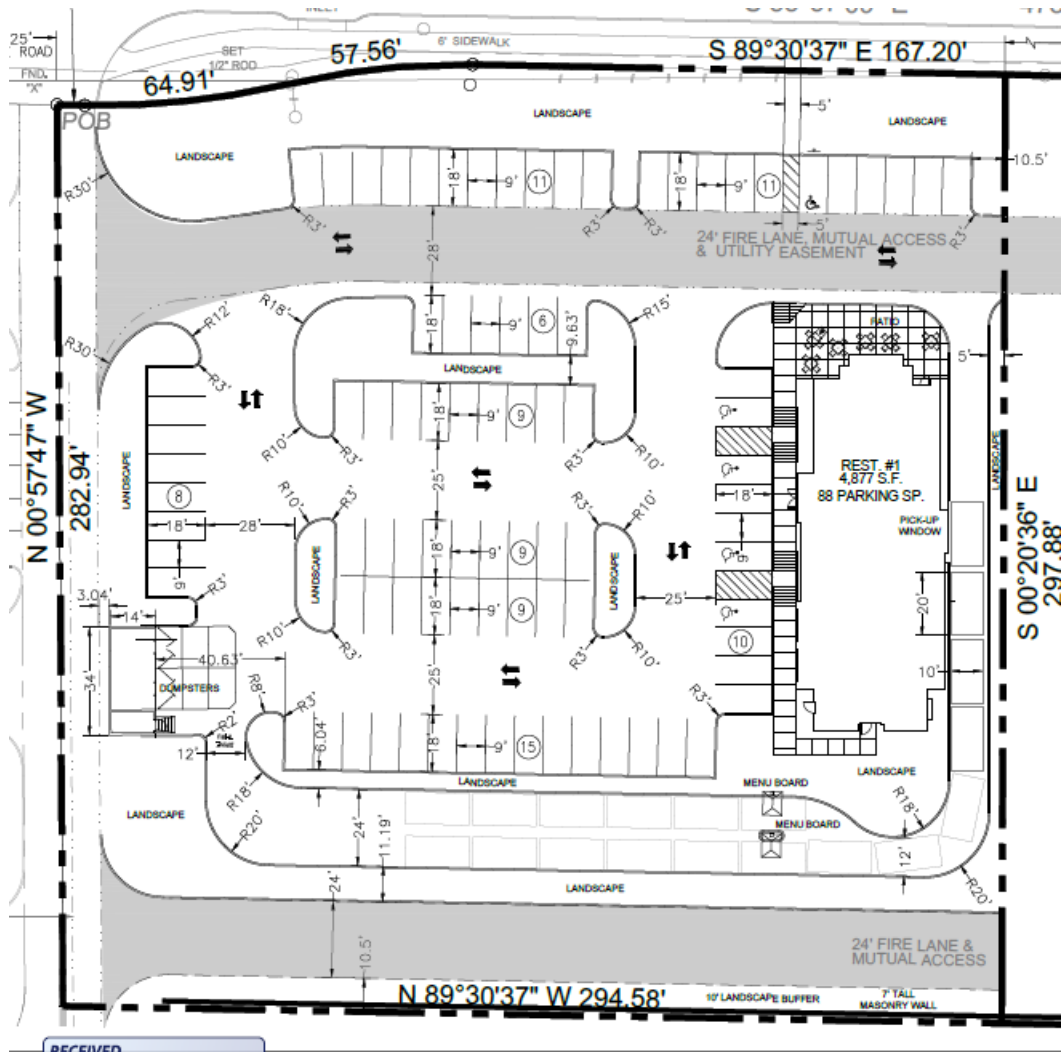 25'
ROAD
FND.
"X"
POB
SET
1/2" ROD
INLET
6' SIDEWALK
64.91'
57.56'
S 89°30'37" E 167.20'
LANDSCAPE
LANDSCAPE
LANDSCAPE
5'
10.5'
R30'
R3'
18'
9'
11
R3'
R3'
18'
9'
11
5'
R3'
28'
24' FIRE LANE, MUTUAL ACCESS
& UTILITY EASEMENT
R30'
R12'
R3'
R18'
18'
9'
6
9.63'
R15'
LANDSCAPE
PATIO
5'
N 00°57'47" W
282.94'
LANDSCAPE
8
18'
28'
9'
R3'
R10'
R3'
18'
9'
9
R3'
R10'
25'
R10'
R3'
LANDSCAPE
R10'
R3'
18'
9'
9
18'
9'
9
R3'
R10'
LANDSCAPE
R3'
R10'
25'
18'
9'
10
REST. #1
4,877 S.F.
88 PARKING SP.
PICK-UP
WINDOW
LANDSCAPE
20'
10'
S 00°20'36" E
297.88'
3.04'
14'
34'
40.63'
DUMPSTERS
R2'
12'
R8'
R3'
6.04'
25'
18'
9'
15
R3'
LANDSCAPE
MENU BOARD
MENU BOARD
LANDSCAPE
R18'
R18'
R20'
24'
11.19'
12'
R20'
LANDSCAPE
LANDSCAPE
24'
10.5'
24' FIRE LANE &
MUTUAL ACCESS
N 89°30'37" W 294.58'
10' LANDSCAPE BUFFER
7' TALL
MASONRY WALL
RECEIVED